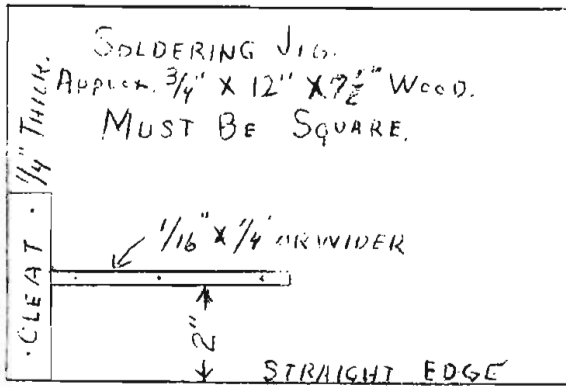 SOLDERING JIG.
APPROX. 3/4" X 12" X 7 1/2" WOOD.
MUST BE SQUARE.
1/4" THICK.
CLEAT
1/16" X 1/4" OR WIDER
2"
STRAIGHT EDGE